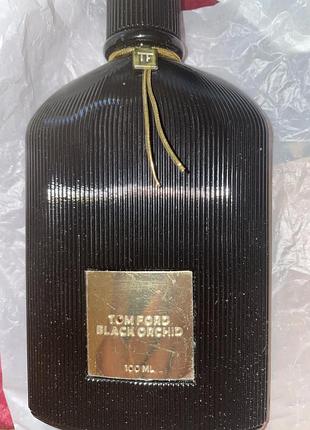 TF
TOM FORD
BLACK ORCHID
100 ML